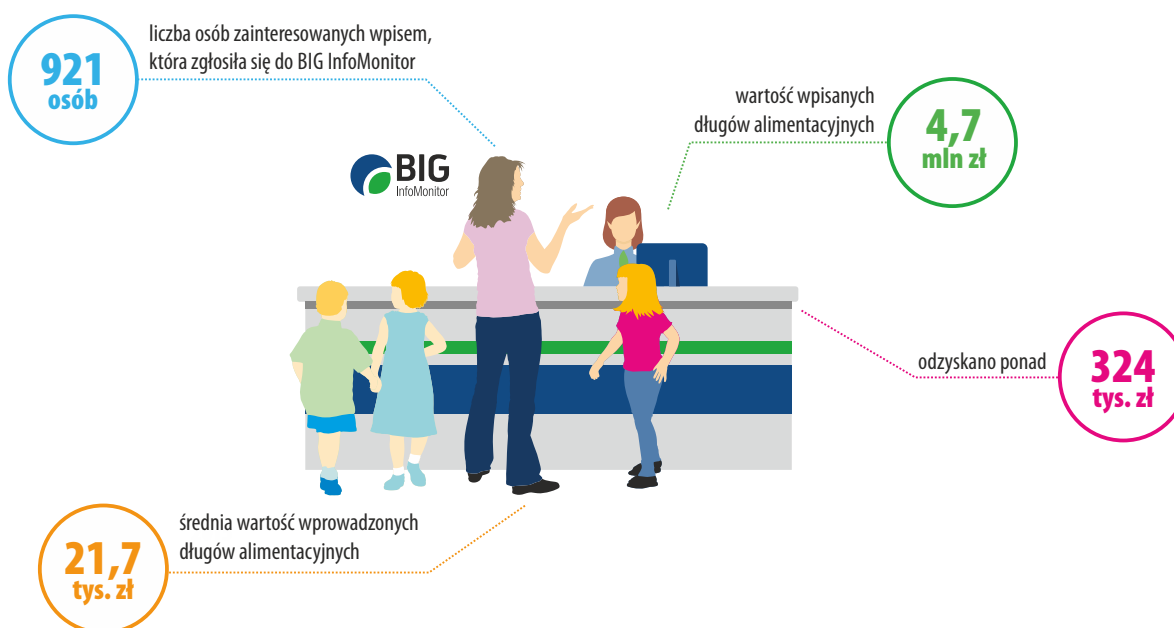 921
osób
liczba osób zainteresowanych wpisem,
która zgłosiła się do BIG InfoMonitor
wartość wpisanych
długów alimentacyjnych
4,7
mln zł
BIG
InfoMonitor
odzyskano ponad
324
tys. zł
21,7
tys. zł
średnia wartość wprowadzonych
długów alimentacyjnych